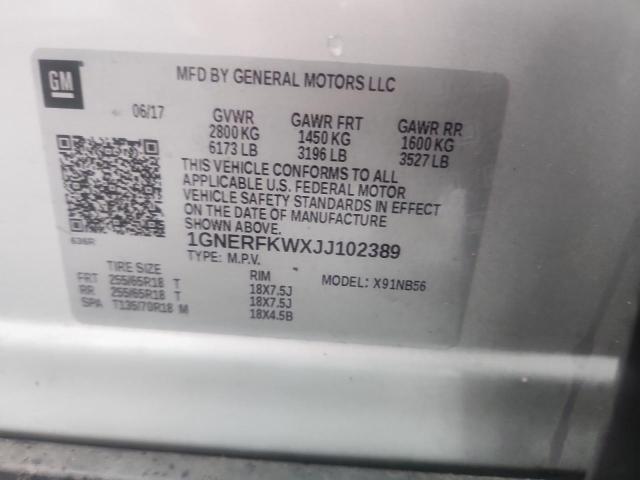 GM
MFD BY GENERAL MOTORS LLC
06/17 GVWR GAWR FRT GAWR RR
2800 KG 1450 KG 1600 KG
6173 LB 3196 LB 3527 LB
THIS VEHICLE CONFORMS TO ALL
APPLICABLE U.S. FEDERAL MOTOR
VEHICLE SAFETY STANDARDS IN EFFECT
ON THE DATE OF MANUFACTURE
SHOWN ABOVE.
636R
1GNERFKWXJJ102389
TYPE: M.P.V.
TIRE SIZE RIM MODEL: X91NB56
FRT 255/65R18 T 18X7.5J
RR 255/65R18 T 18X7.5J
SPA T135/70R18 M 18X4.5B